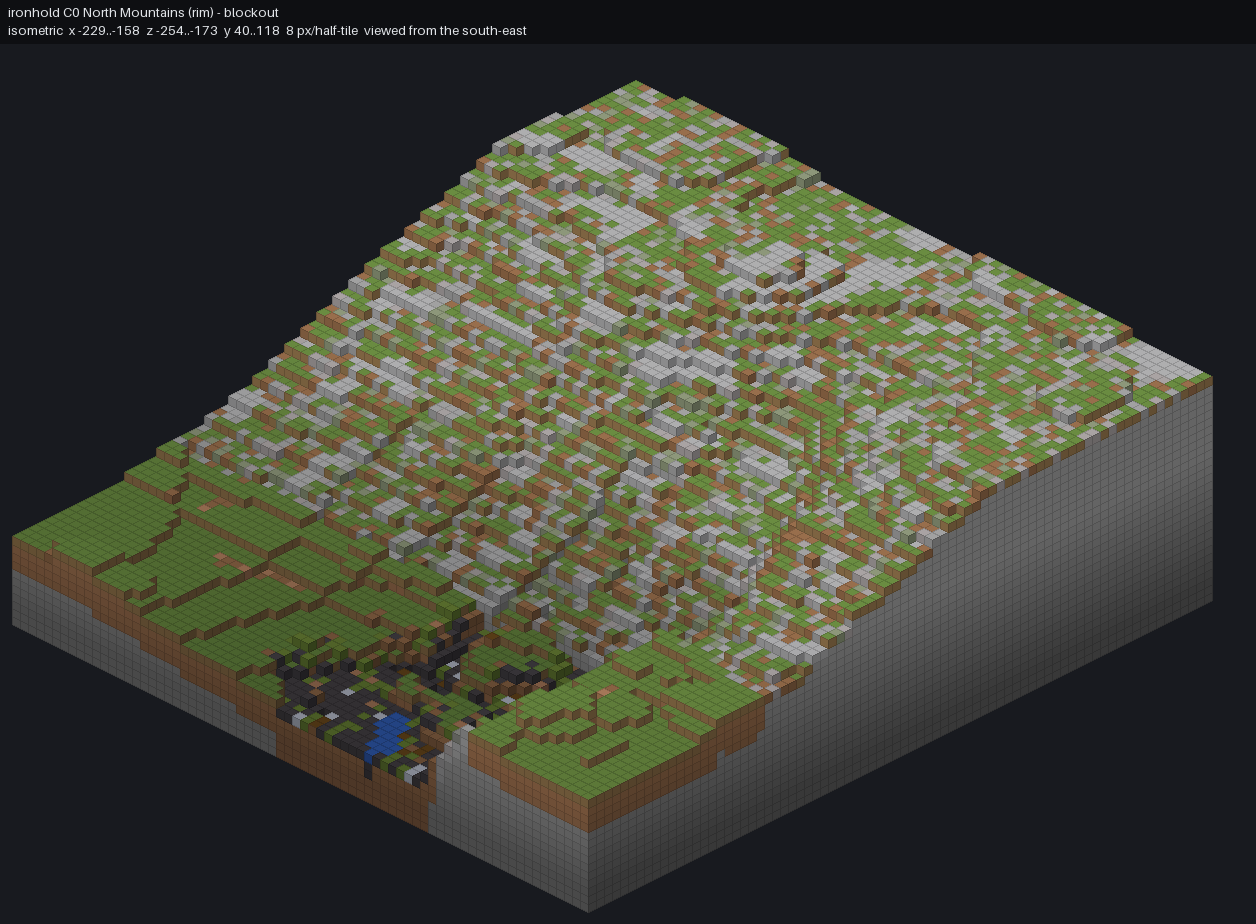 ironhold C0 North Mountains (rim) - blockout
isometric x -229..-158 z -254..-173 y 40..118 8 px/half-tile viewed from the south-east